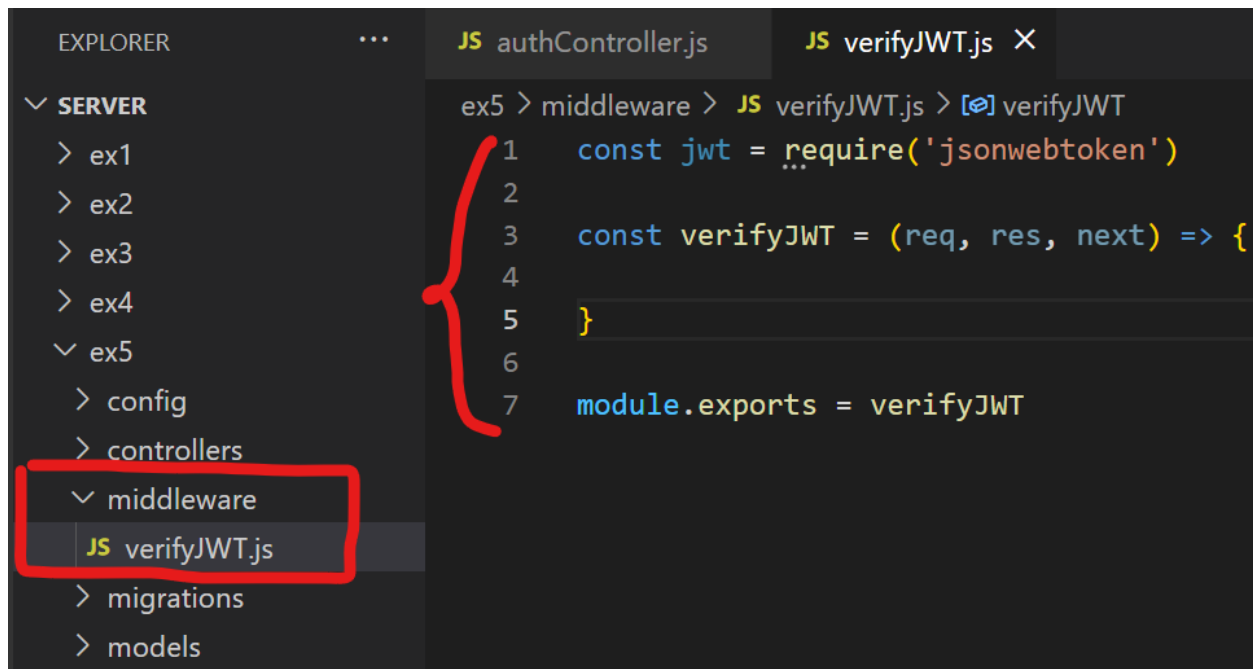 EXPLORER ...
SERVER
ex1
ex2
ex3
ex4
ex5
config
controllers
middleware
JS verifyJWT.js
migrations
models
JS authController.js JS verifyJWT.js
ex5 > middleware > JS verifyJWT.js > verifyJWT
1 const jwt = require('jsonwebtoken')
2
3 const verifyJWT = (req, res, next) => {
4
5 }
6
7 module.exports = verifyJWT